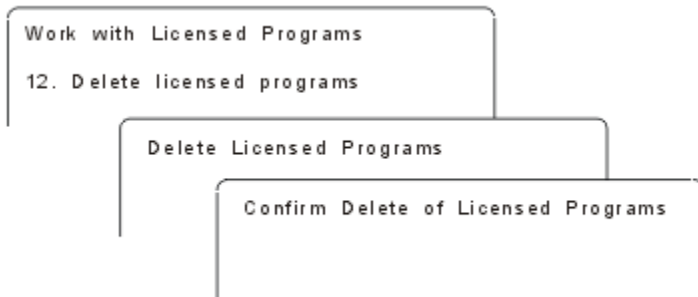 Work with Licensed Programs
12. Delete licensed programs
Delete Licensed Programs
Confirm Delete of Licensed Programs